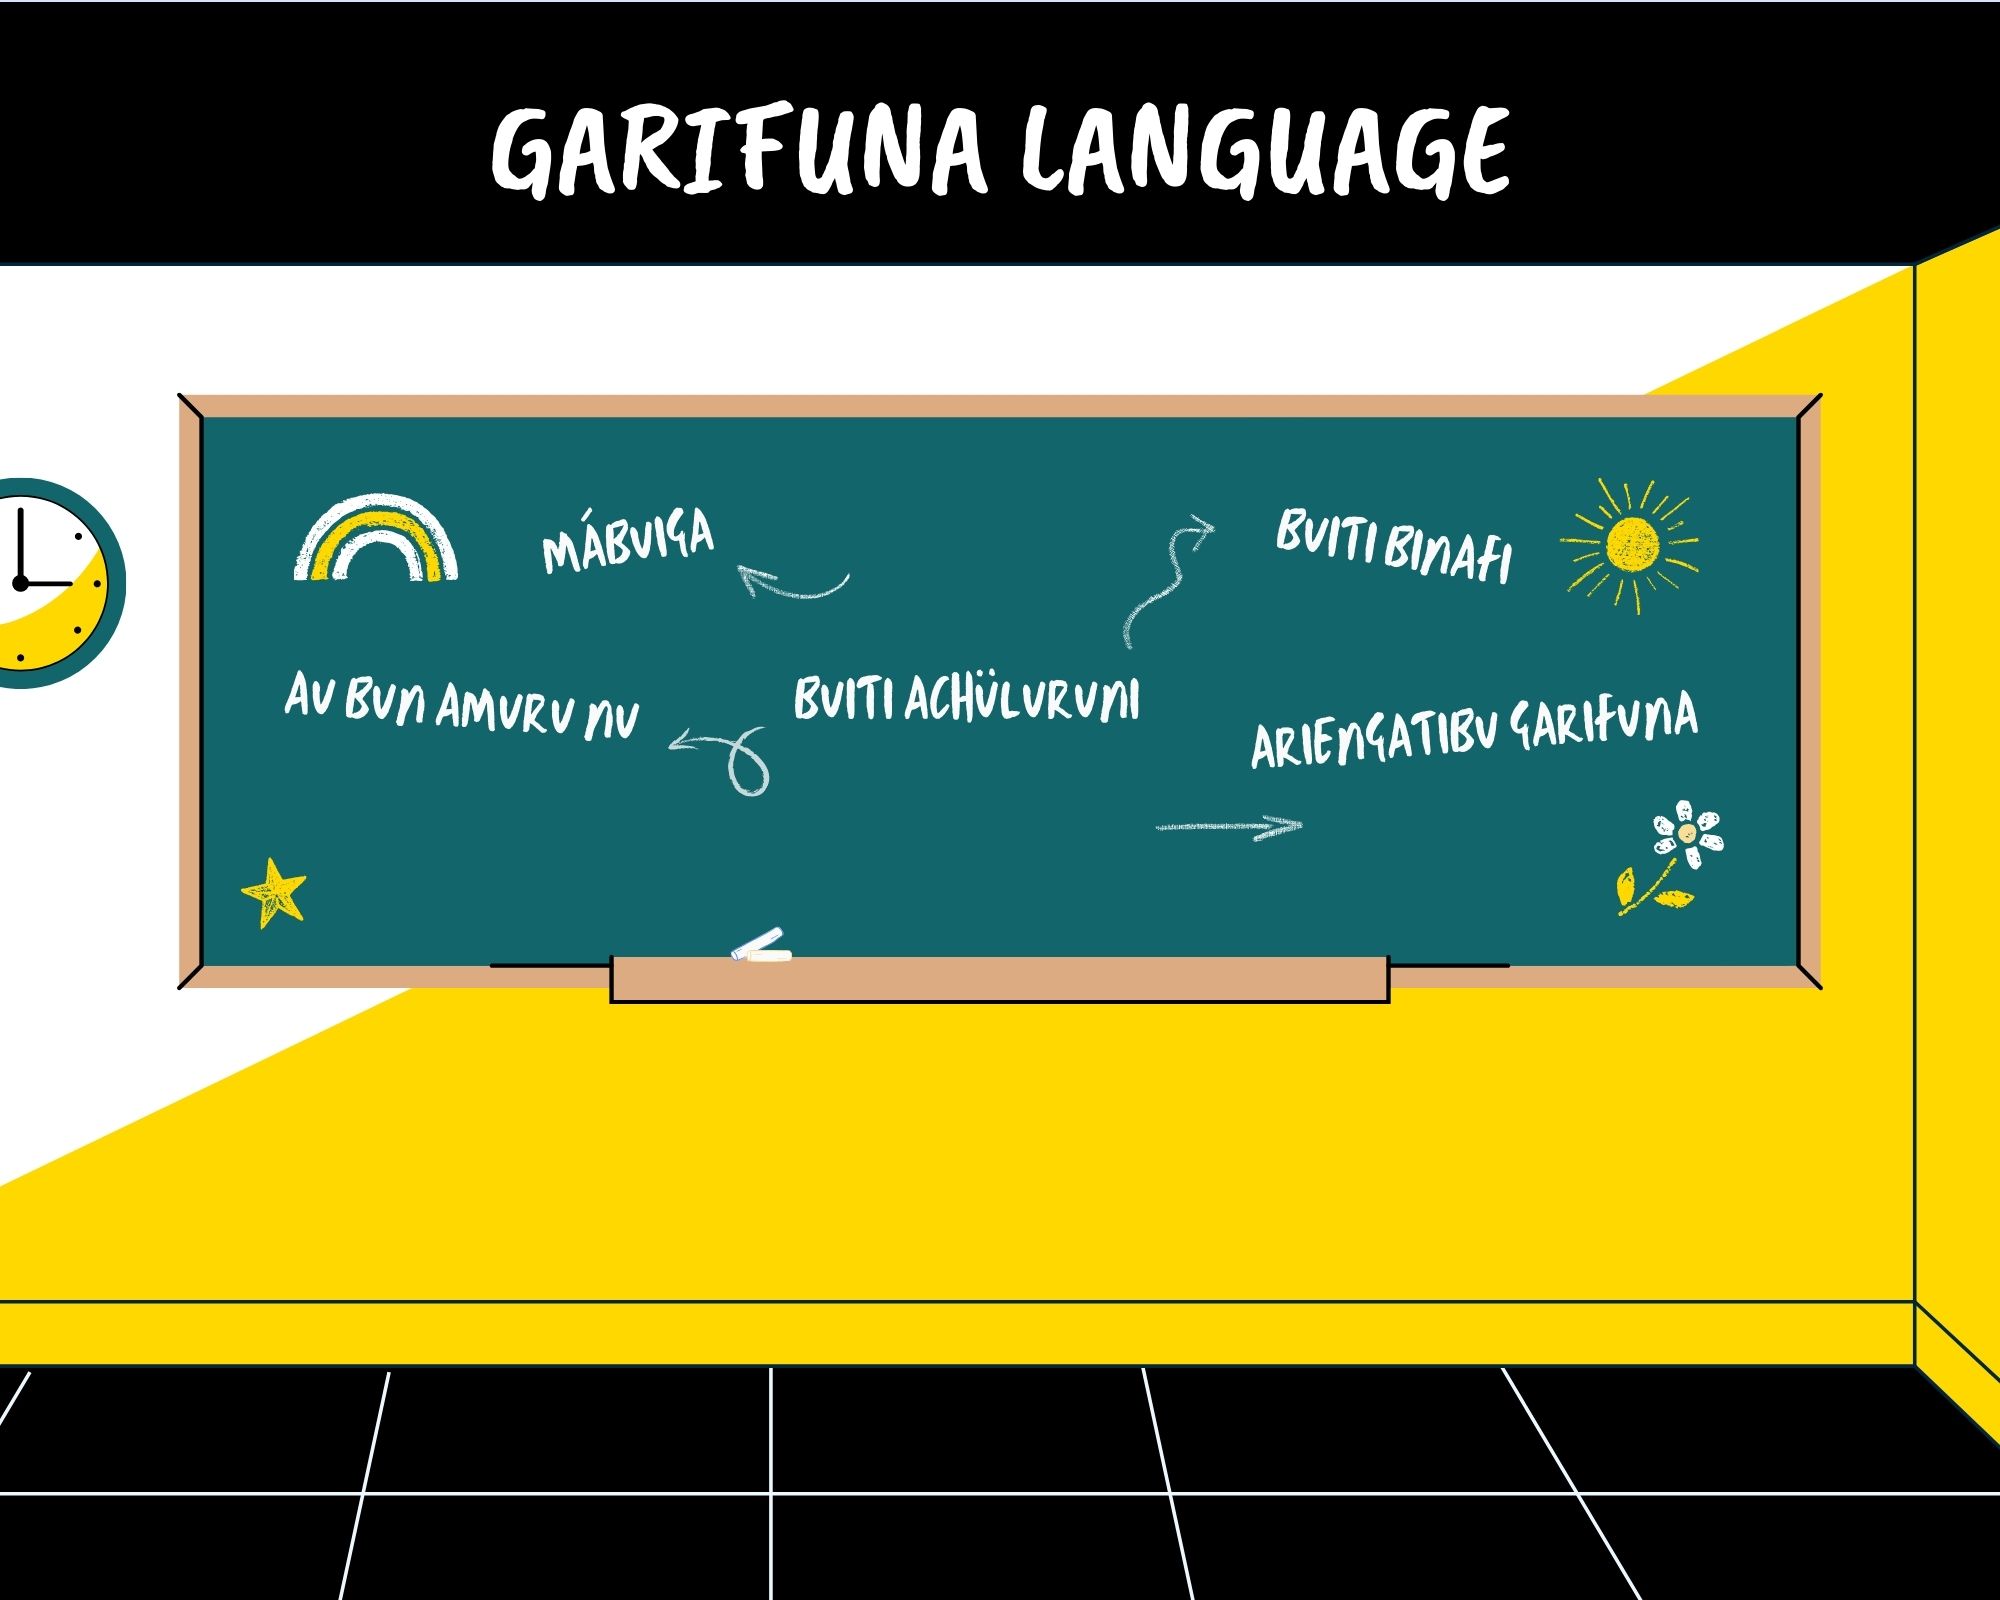 GARIFUNA LANGUAGE
MÁBUIGA
BUITI BINAFI
AU BUN AMURU NU
BUITI ACHÜLURUNI
ARIENGATIBU GARIFUNA